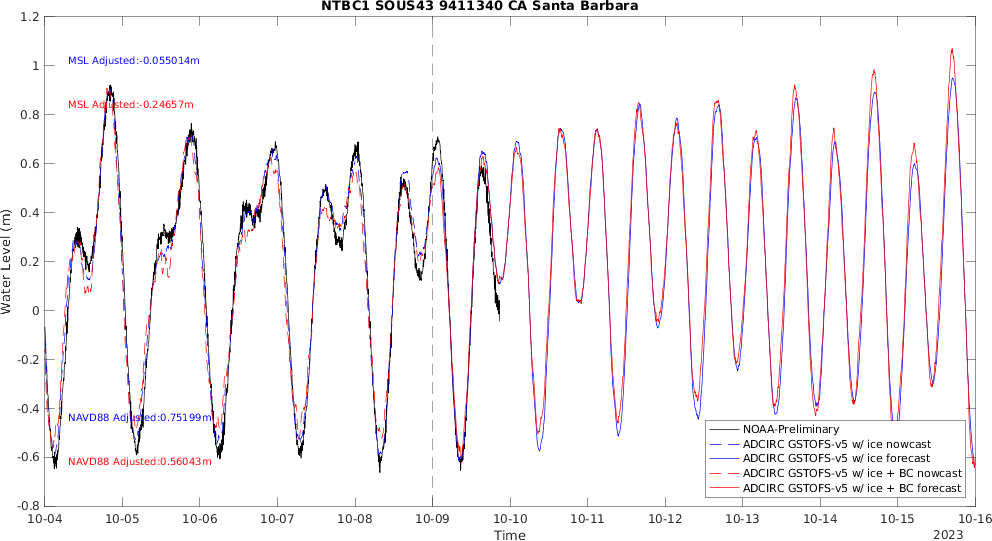 NTBC1 SOUS43 9411340 CA Santa Barbara
1.2
1
0.8
0.6
0.4
0.2
0
-0.2
-0.4
-0.6
-0.8
Water Level (m)
MSL Adjusted:-0.055014m
MSL Adjusted:-0.24657m
NAVD88 Adjusted:0.75199m
NAVD88 Adjusted:0.56043m
NOAA-Preliminary
ADCIRC GSTOFS-v5 w/ ice nowcast
ADCIRC GSTOFS-v5 w/ ice forecast
ADCIRC GSTOFS-v5 w/ ice + BC nowcast
ADCIRC GSTOFS-v5 w/ ice + BC forecast
10-04 10-05 10-06 10-07 10-08 10-09 10-10 10-11 10-12 10-13 10-14 10-15 10-16
Time
2023